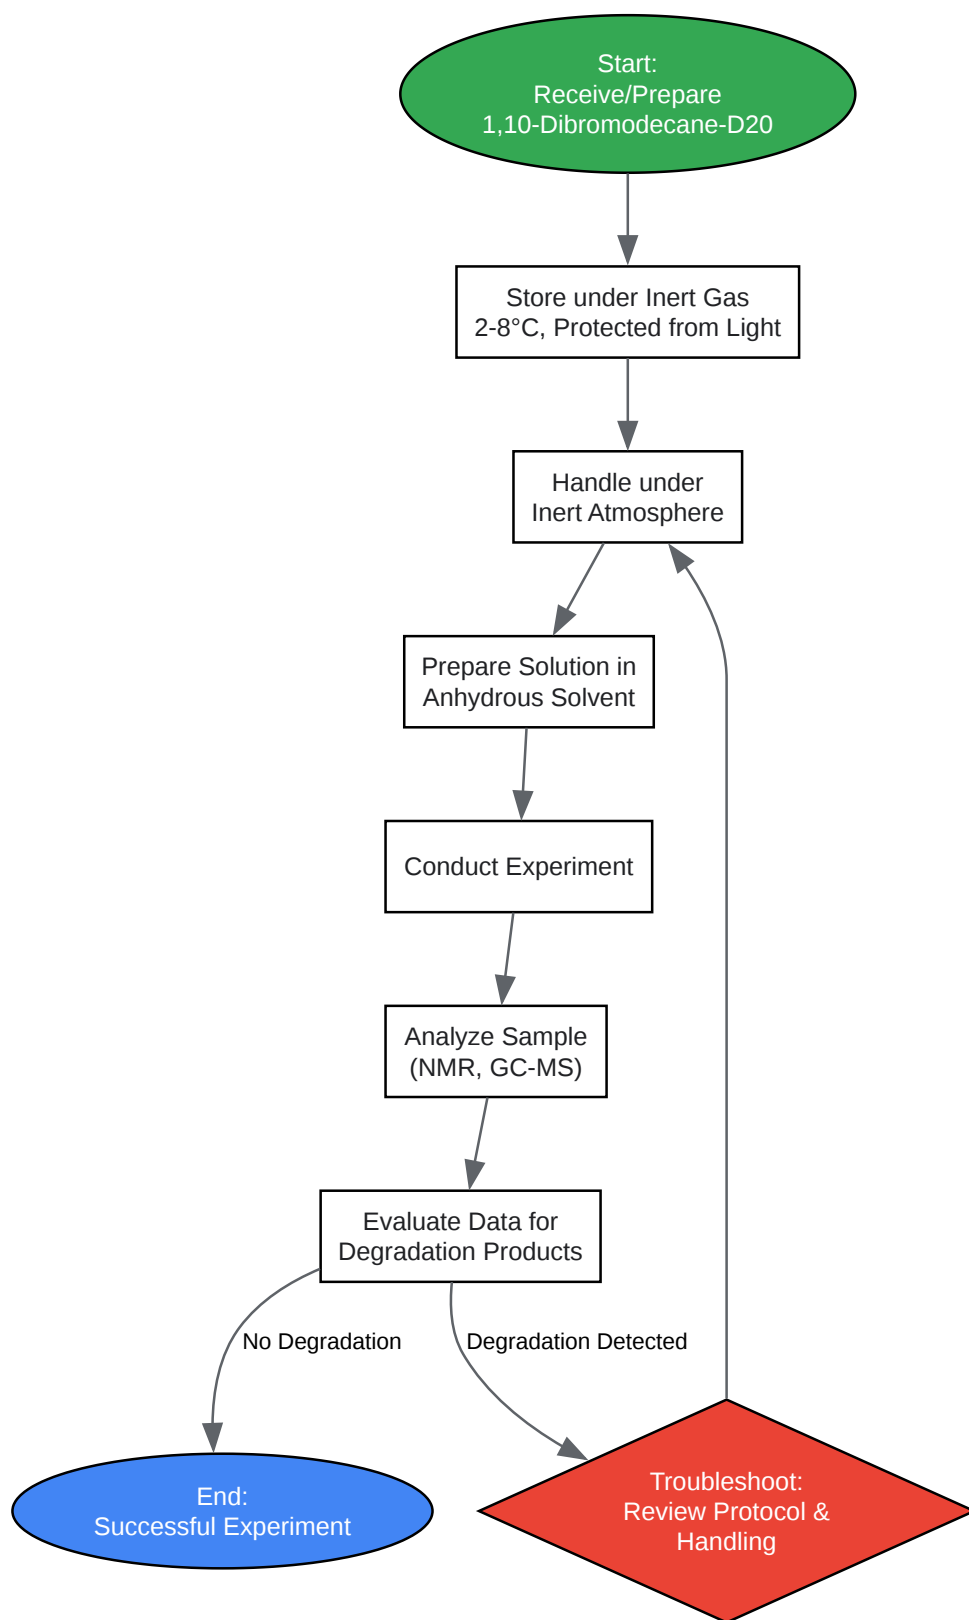 Start:
Receive/Prepare
1,10-Dibromodecane-D20
Store under Inert Gas
2-8°C, Protected from Light
Handle under
Inert Atmosphere
Prepare Solution in
Anhydrous Solvent
Conduct Experiment
Analyze Sample
(NMR, GC-MS)
Evaluate Data for
Degradation Products
No Degradation
Degradation Detected
End:
Successful Experiment
Troubleshoot:
Review Protocol &
Handling